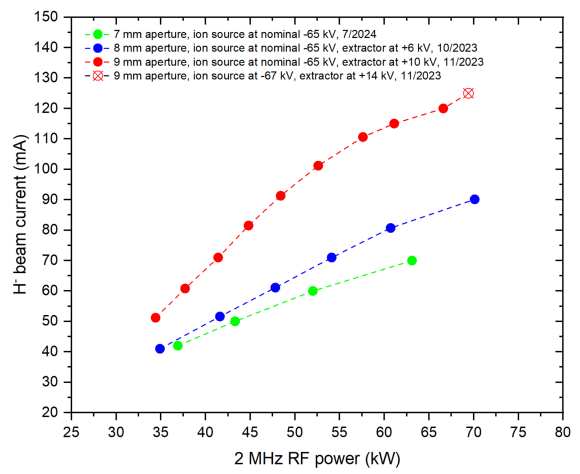 7 mm aperture, ion source at nominal -65 kV, 7/2024
8 mm aperture, ion source at nominal -65 kV, extractor at +6 kV, 10/2023
9 mm aperture, ion source at nominal -65 kV, extractor at +10 kV, 11/2023
9 mm aperture, ion source at -67 kV, extractor at +14 kV, 11/2023
H⁻ beam current (mA)
150
140
130
120
110
100
90
80
70
60
50
40
30
20
25 30 35 40 45 50 55 60 65 70 75 80
2 MHz RF power (kW)